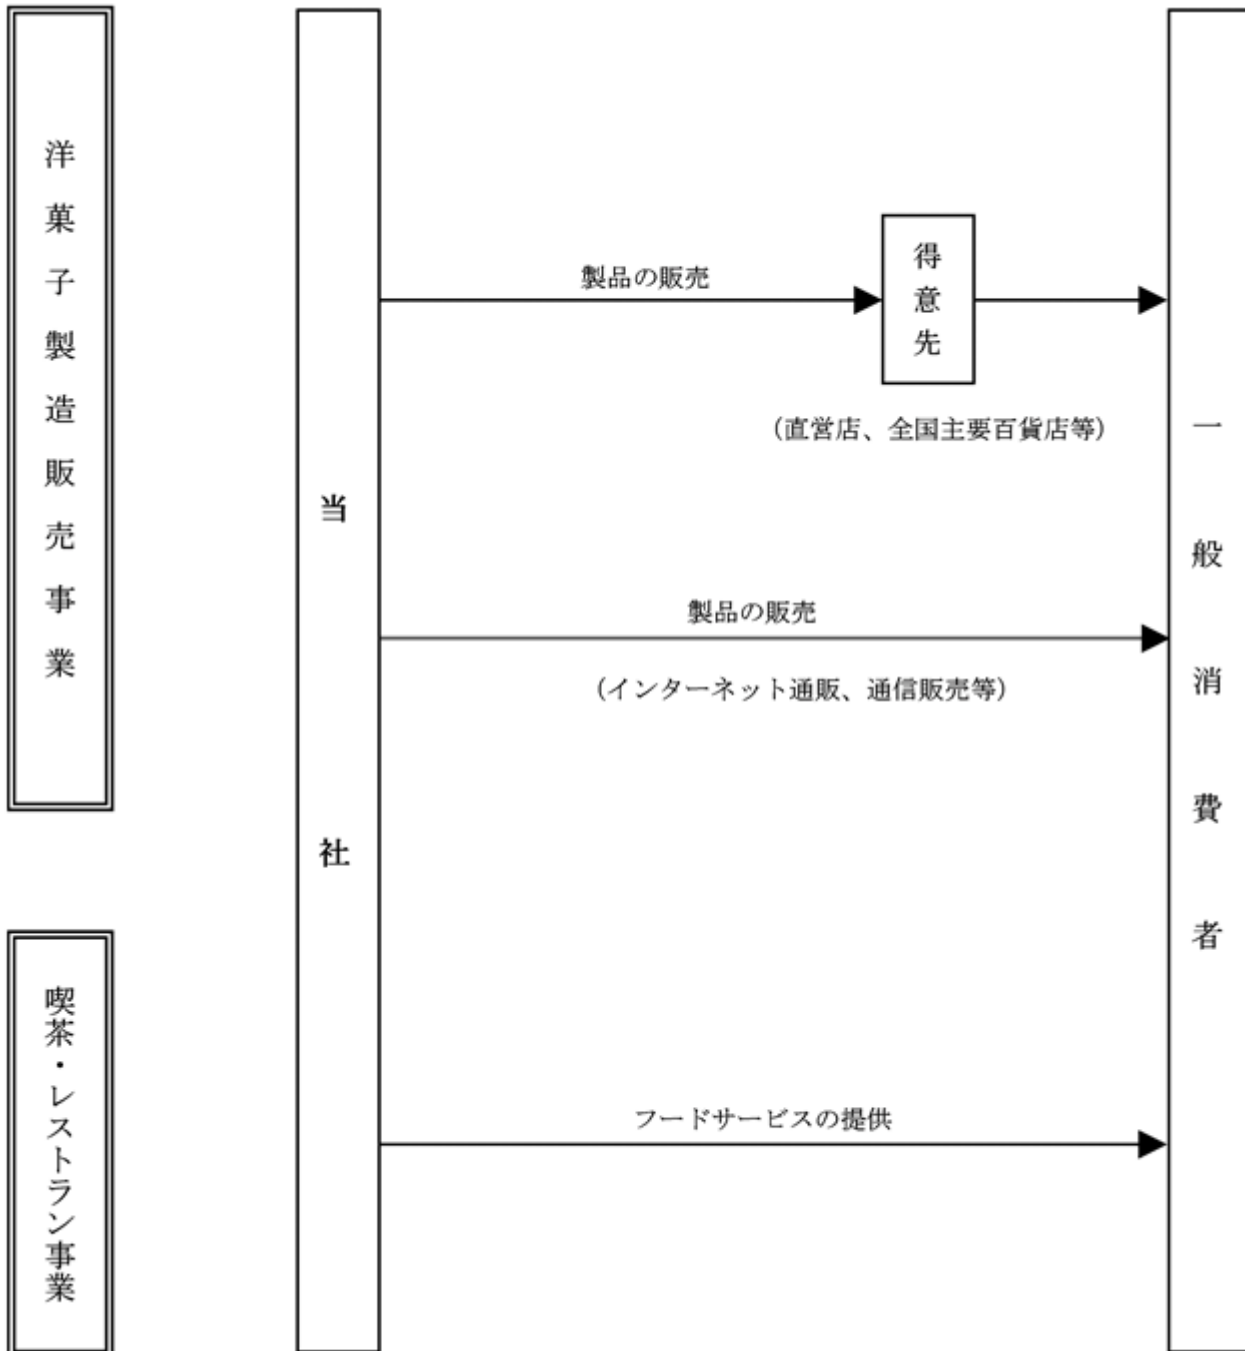 洋菓子製造販売事業
当社
製品の販売
得意先
（直営店、全国主要百貨店等）
製品の販売
（インターネット通販、通信販売等）
一般消費者
喫茶・レストラン事業
フードサービスの提供